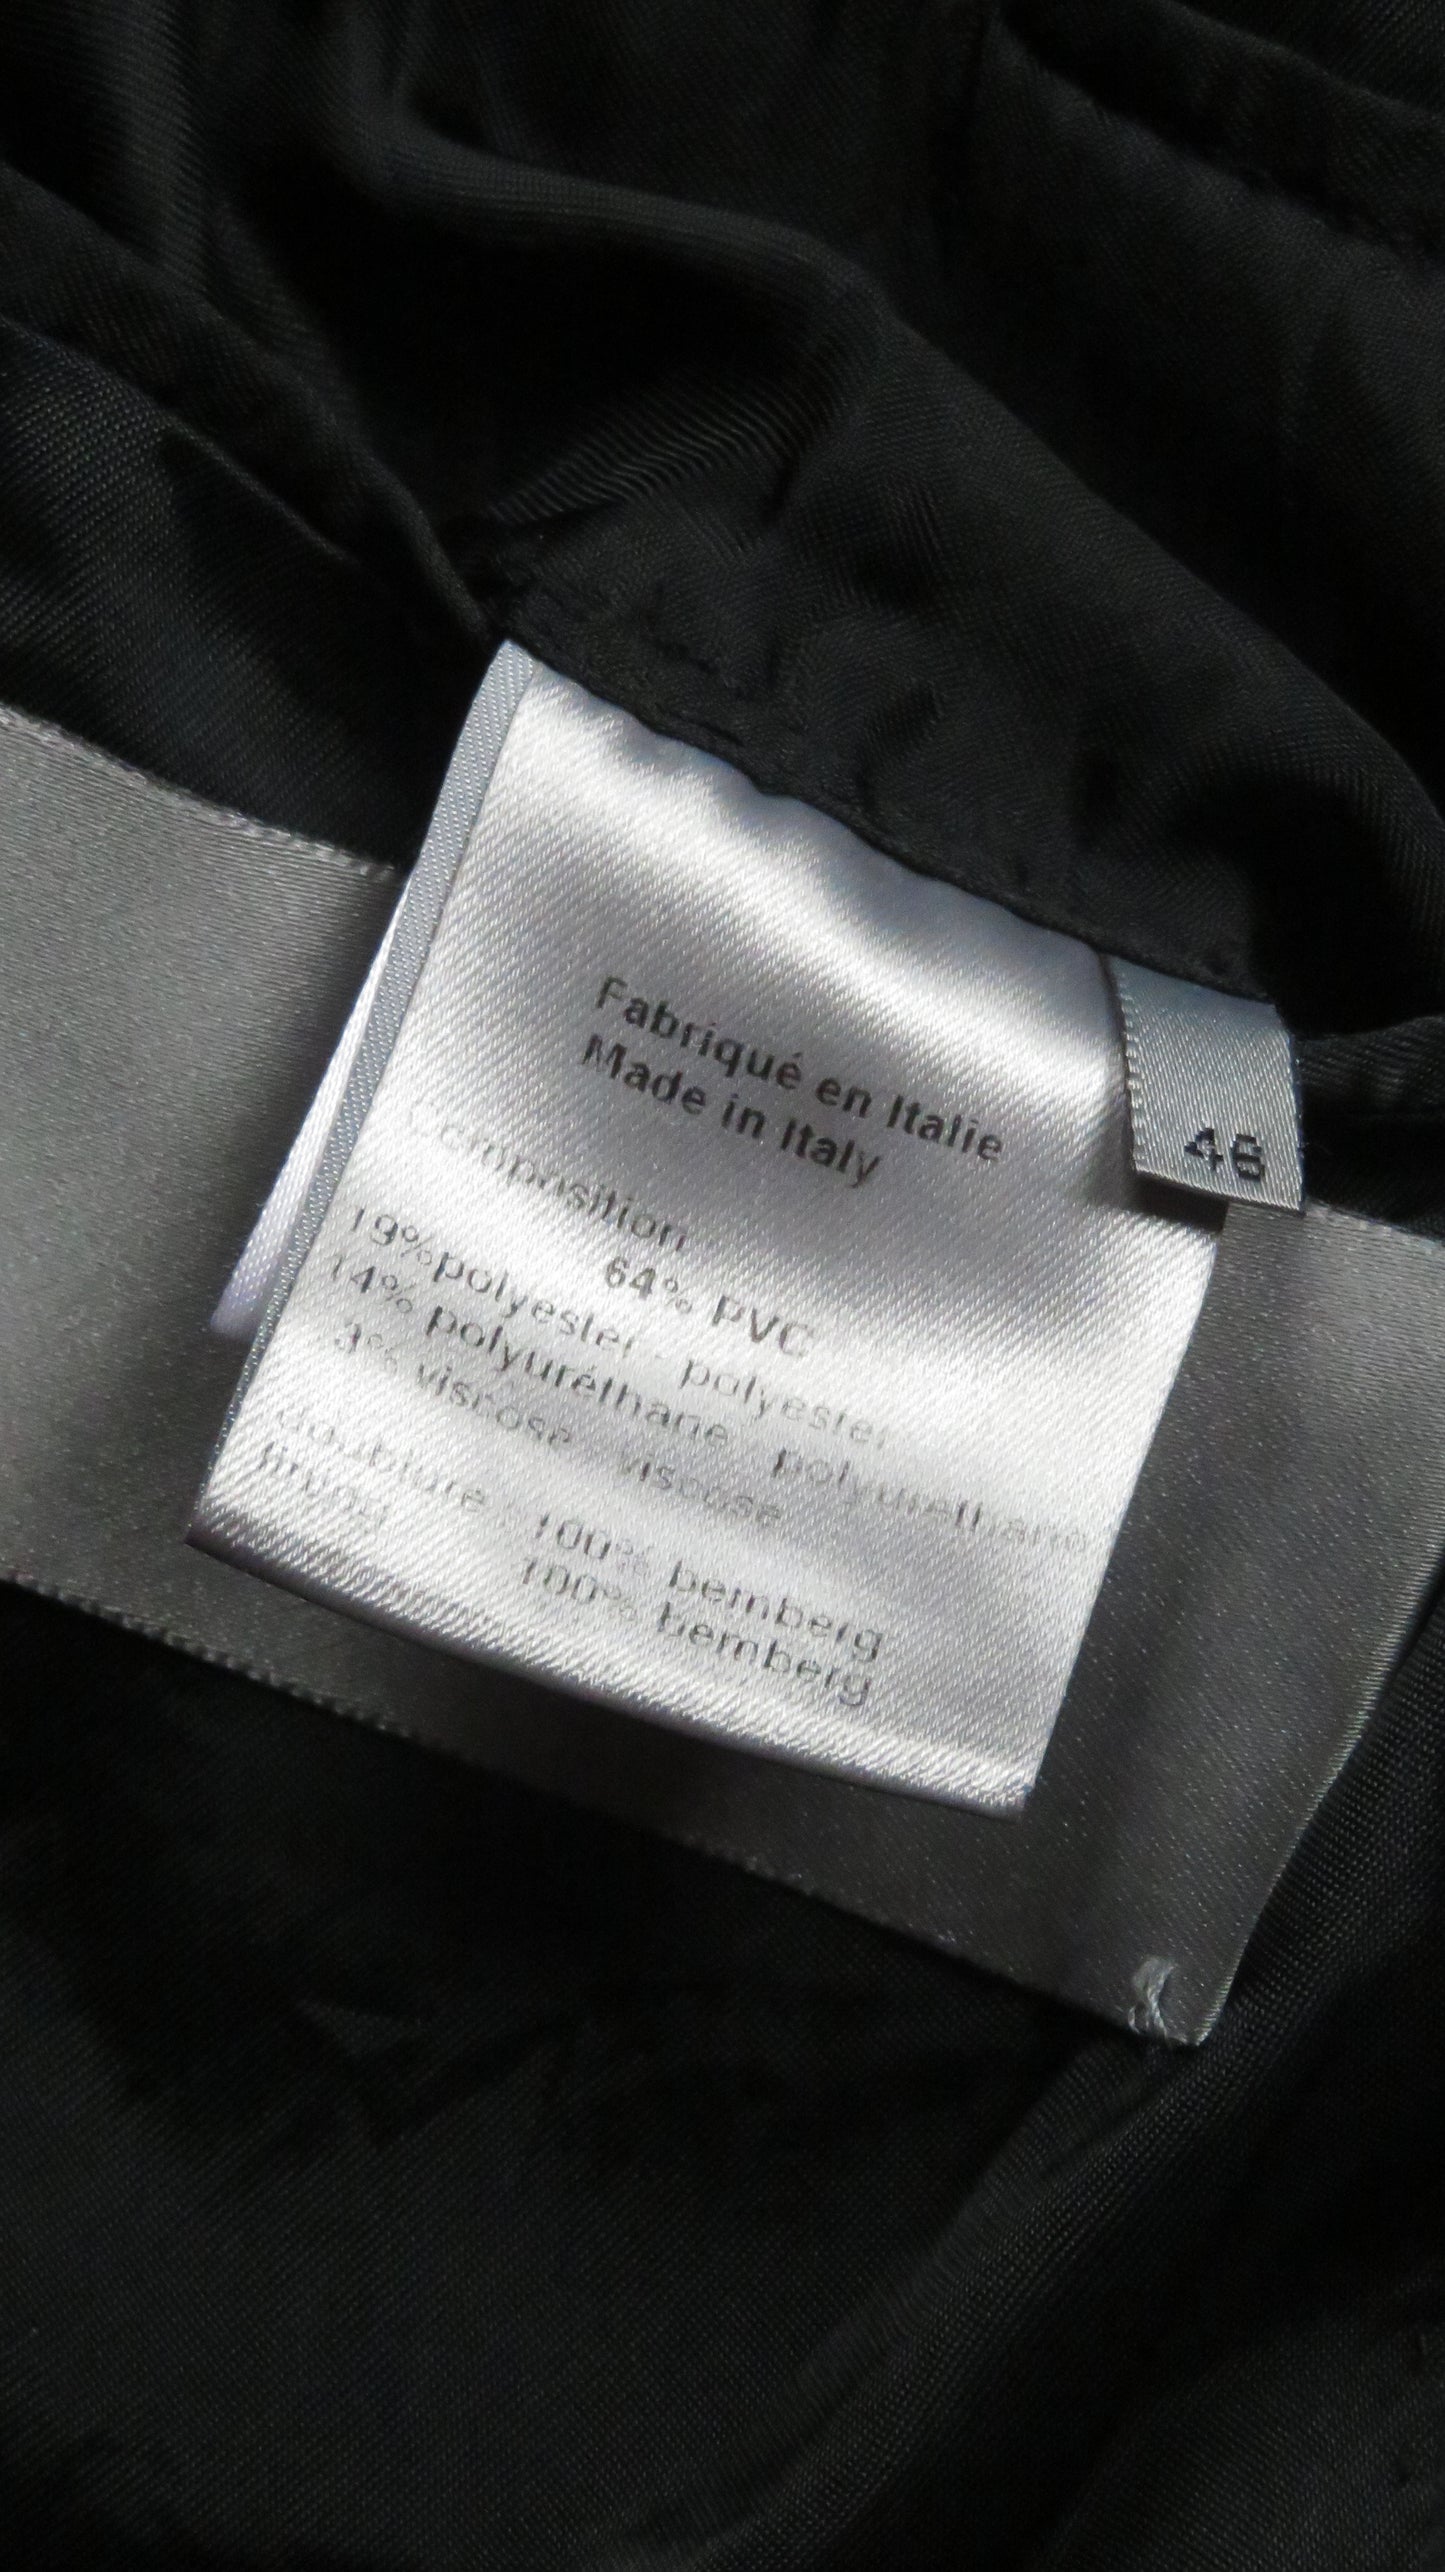 Fabriqué en Italie
Made in Italy
46
Composition
64% PVC
19%polyester - polyester
14% polyuréthane / polyurethane
3% viscose / viscose
doublure 100% bemberg
lining 100% bemberg